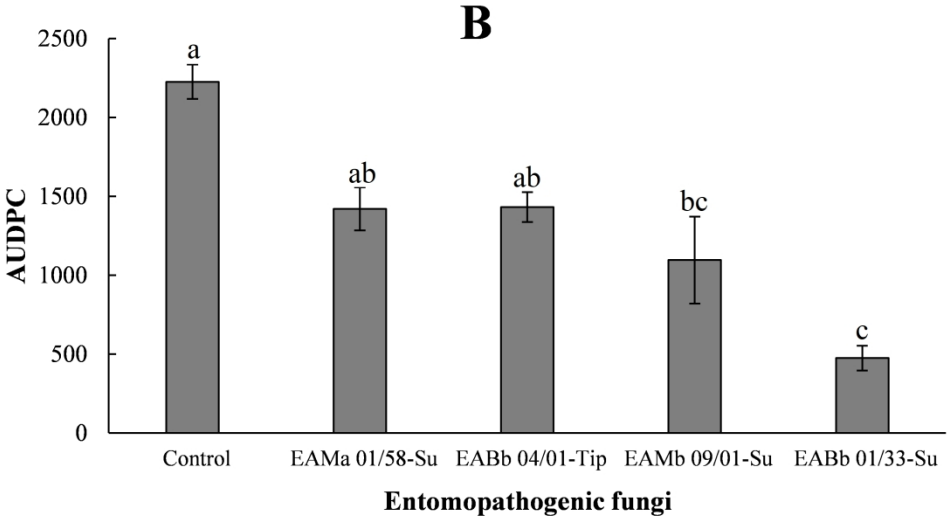 B
2500
2000
1500
1000
500
0
AUDPC
a
ab
ab
bc
c
Control EAMa 01/58-Su EABb 04/01-Tip EAMb 09/01-Su EABb 01/33-Su
Entomopathogenic fungi